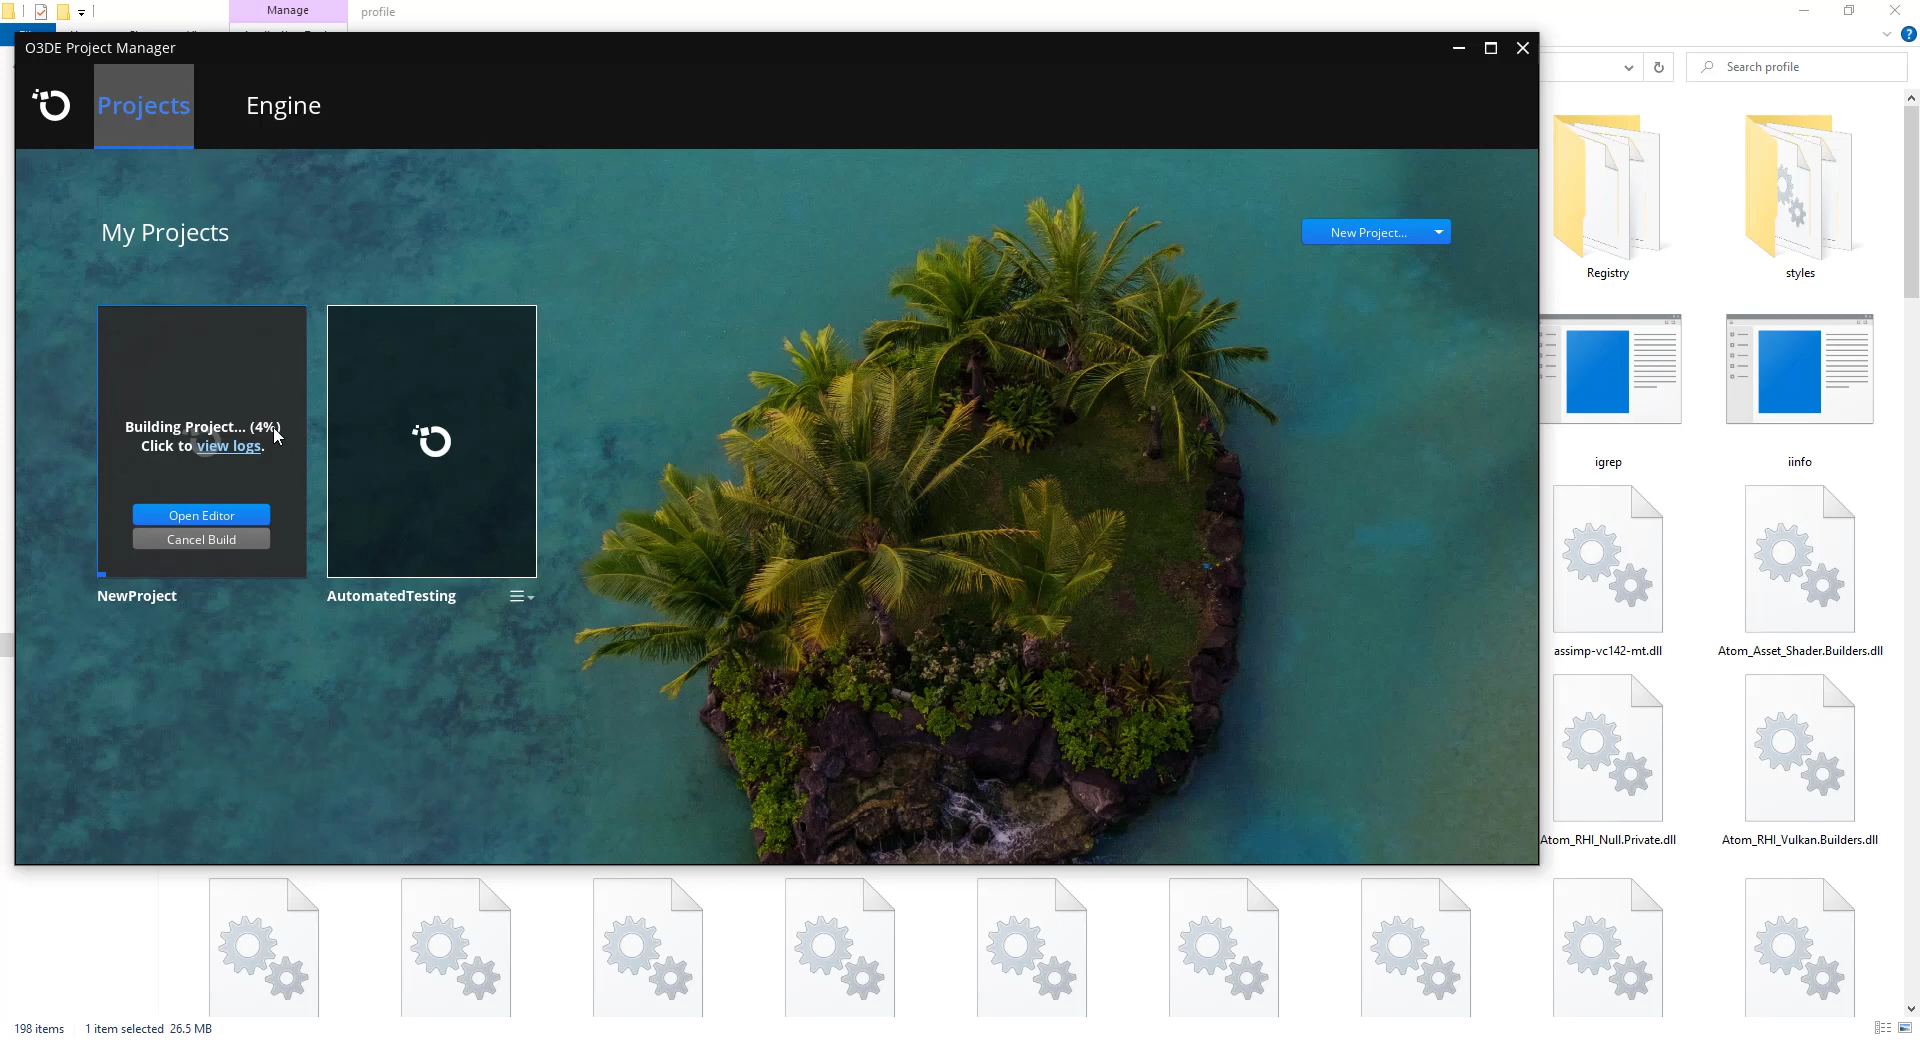 Manage
profile
O3DE Project Manager
Projects
Engine
Search profile
My Projects
New Project...
Building Project... (4%)
Click to view logs.
Open Editor
Cancel Build
NewProject
AutomatedTesting
Registry
styles
igrep
iinfo
assimp-vc142-mt.dll
Atom_Asset_Shader.Builders.dll
Atom_RHI_Null.Private.dll
Atom_RHI_Vulkan.Builders.dll
198 items
1 item selected 26.5 MB